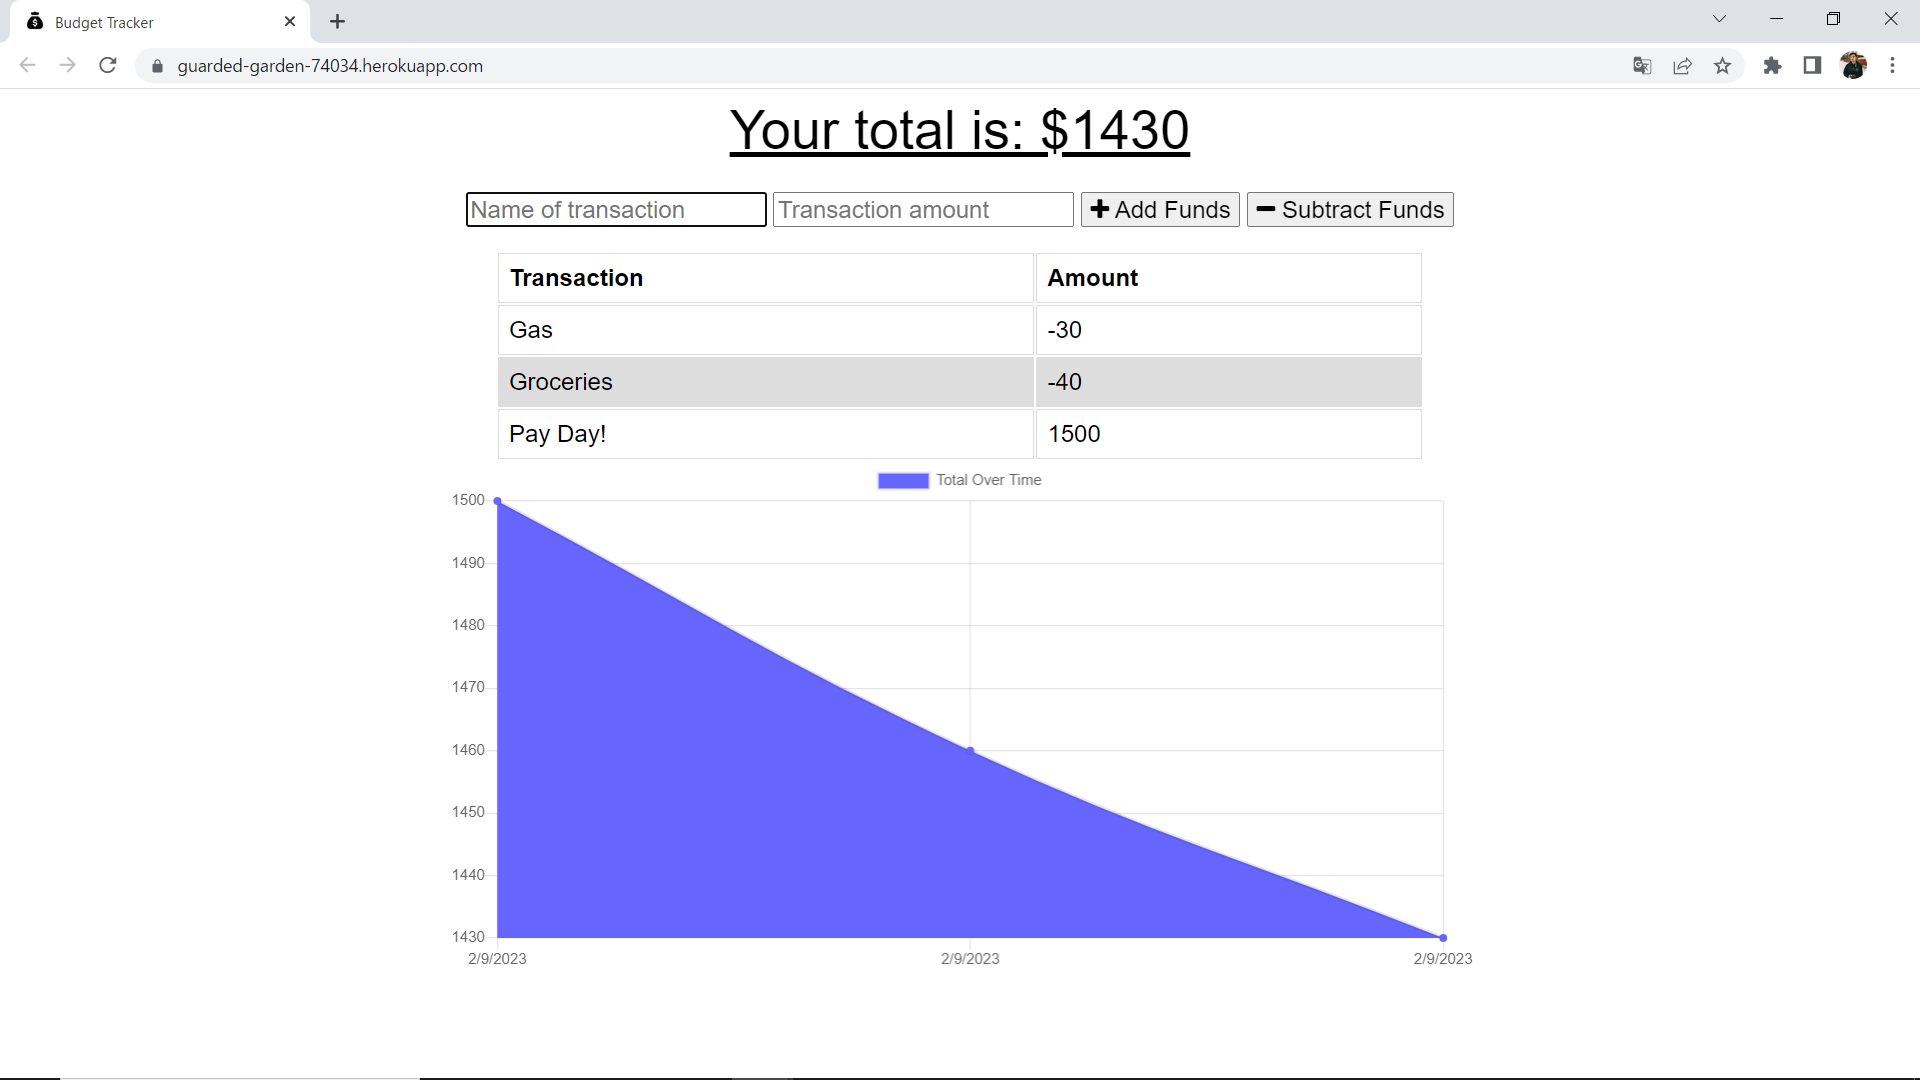 Budget Tracker
guarded-garden-74034.herokuapp.com
Your total is: $1430
Name of transaction Transaction amount Add Funds Subtract Funds
Transaction Amount
Gas -30
Groceries -40
Pay Day! 1500
Total Over Time
1500
1490
1480
1470
1460
1450
1440
1430
2/9/2023 2/9/2023 2/9/2023